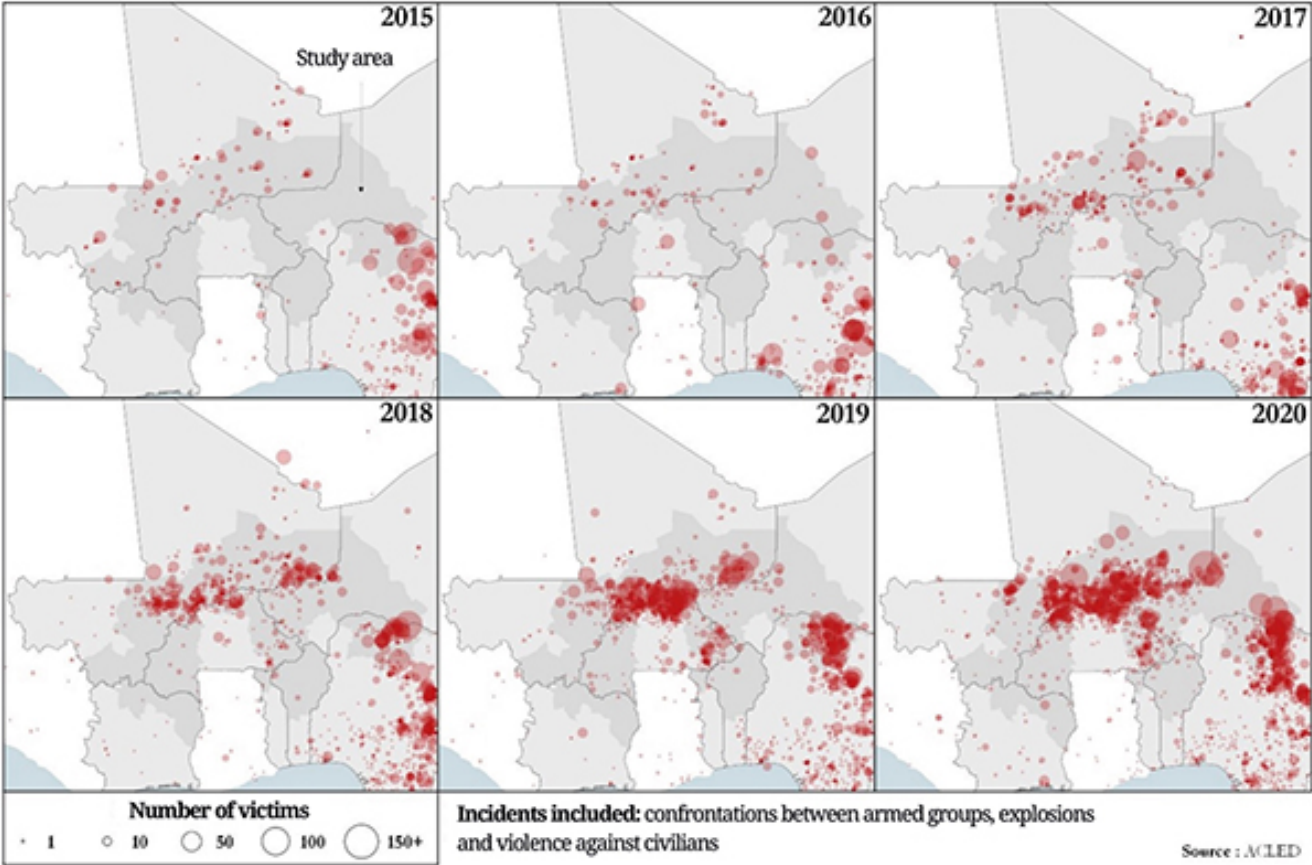 2015
2016
2017
Study area
2018
2019
2020
Number of victims
1 10 50 100 150+
Incidents included: confrontations between armed groups, explosions
and violence against civilians
Source : ACLED